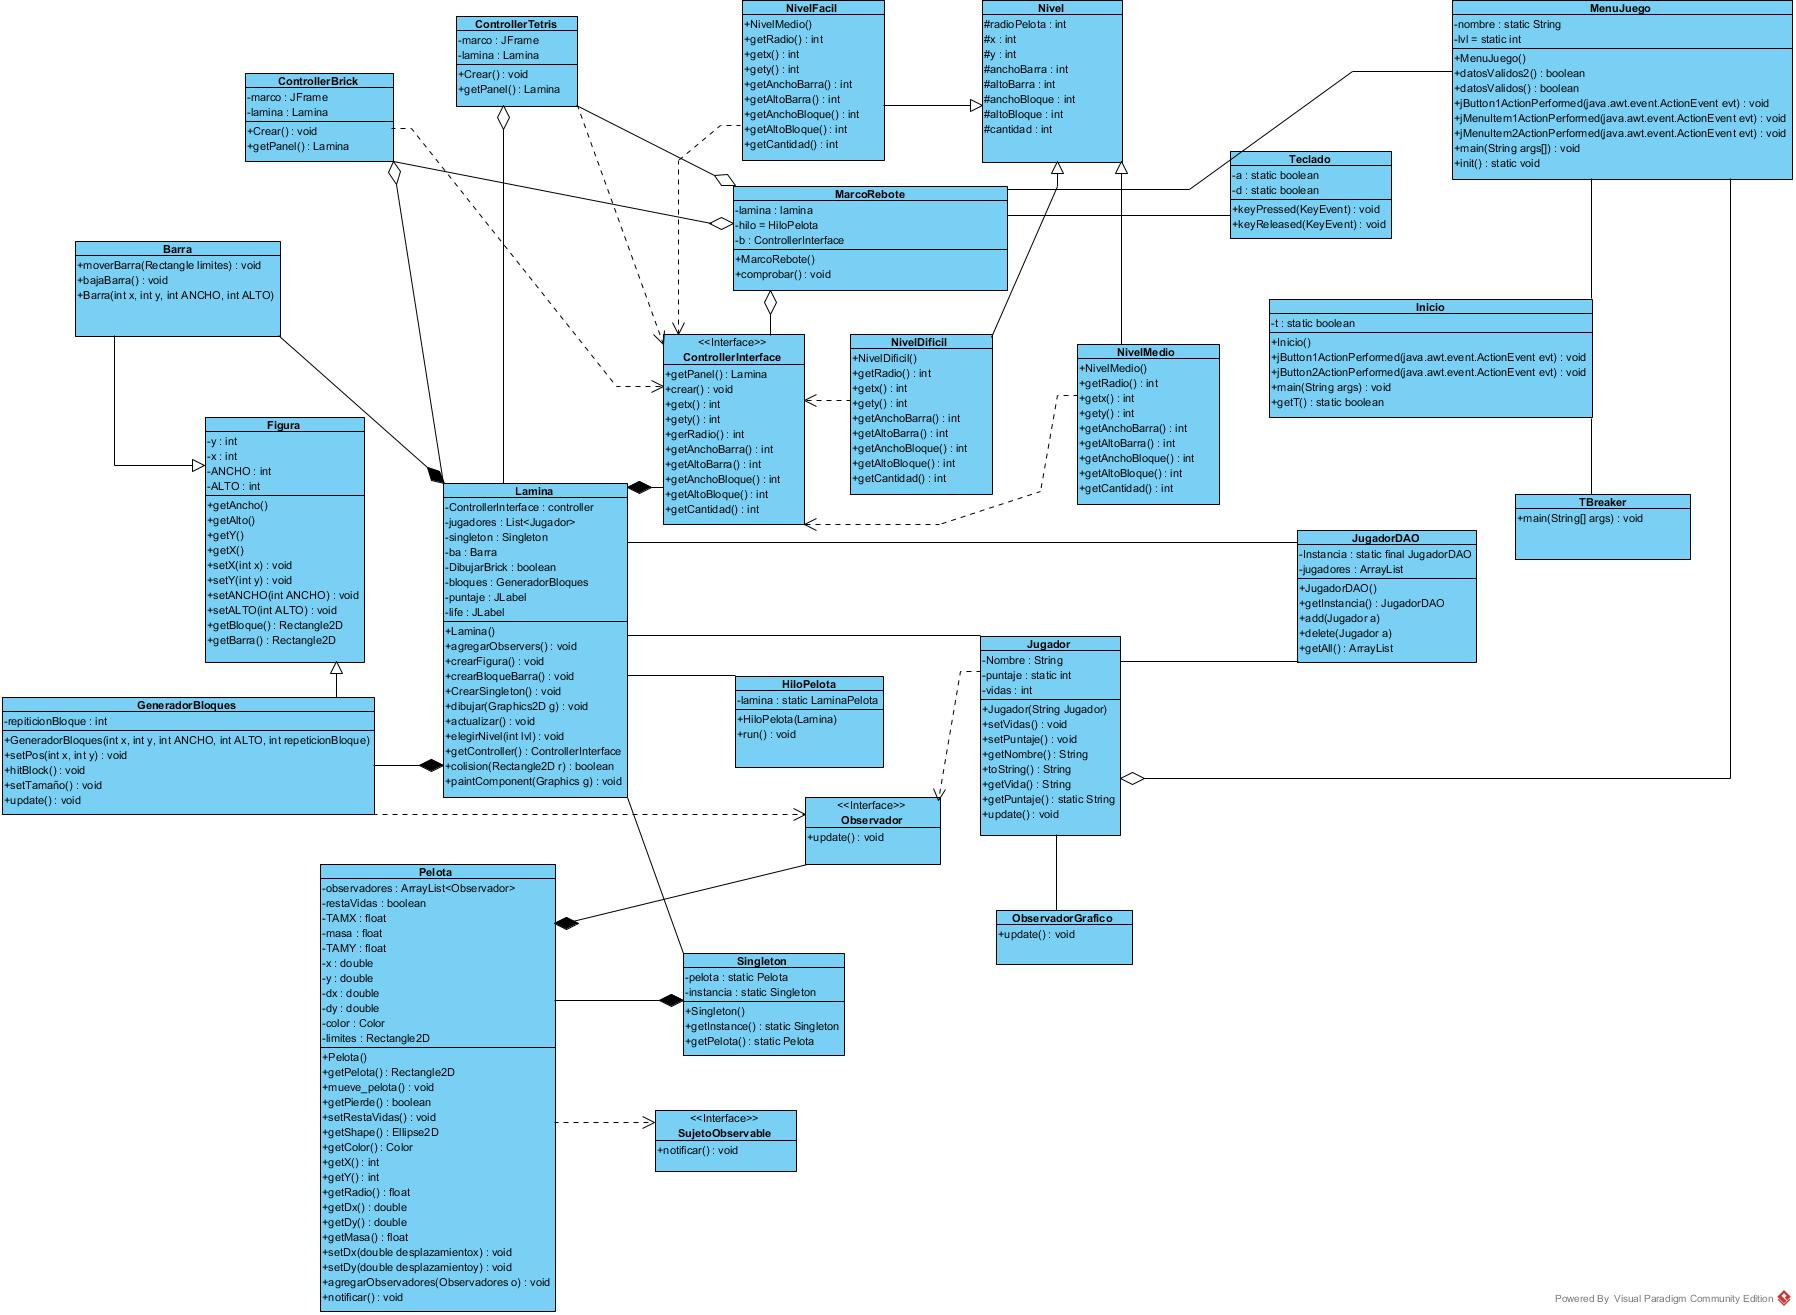 ControllerTetris
-marco : JFrame
-lamina : Lamina
+Crear() : void
+getPanel() : Lamina
NivelFacil
+NivelMedio()
+getRadio() : int
+getx() : int
+gety() : int
+getAnchoBarra() : int
+getAltoBarra() : int
+getAnchoBloque() : int
+getAltoBloque() : int
+getCantidad() : int
Nivel
#radioPelota : int
#x : int
#y : int
#anchoBarra : int
#altoBarra : int
#anchoBloque : int
#altoBloque : int
#cantidad : int
MenuJuego
-nombre : static String
-lvl = static int
+MenuJuego()
+datosValidos2() : boolean
+datosValidos() : boolean
+jButton1ActionPerformed(java.awt.event.ActionEvent evt) : void
+jMenuItem1ActionPerformed(java.awt.event.ActionEvent evt) : void
+jMenuItem2ActionPerformed(java.awt.event.ActionEvent evt) : void
+main(String args[]) : void
+init() : static void
ControllerBrick
-marco : JFrame
-lamina : Lamina
+Crear() : void
+getPanel() : Lamina
Teclado
-a : static boolean
-d : static boolean
+keyPressed(KeyEvent) : void
+keyReleased(KeyEvent) : void
MarcoRebote
-lamina : lamina
-hilo = HiloPelota
-b : ControllerInterface
+MarcoRebote()
+comprobar() : void
Barra
+moverBarra(Rectangle limites) : void
+bajaBarra() : void
+Barra(int x, int y, int ANCHO, int ALTO)
Inicio
-t : static boolean
+Inicio()
+jButton1ActionPerformed(java.awt.event.ActionEvent evt) : void
+jButton2ActionPerformed(java.awt.event.ActionEvent evt) : void
+main(String args) : void
+getT() : static boolean
<<Interface>>
ControllerInterface
+getPanel() : Lamina
+crear() : void
+getx() : int
+gety() : int
+gerRadio() : int
+getAnchoBarra() : int
+getAltoBarra() : int
+getAnchoBloque() : int
+getAltoBloque() : int
+getCantidad() : int
NivelDificil
+NivelDificil()
+getRadio() : int
+getx() : int
+gety() : int
+getAnchoBarra() : int
+getAltoBarra() : int
+getAnchoBloque() : int
+getAltoBloque() : int
+getCantidad() : int
NivelMedio
+NivelMedio()
+getRadio() : int
+getx() : int
+gety() : int
+getAnchoBarra() : int
+getAltoBarra() : int
+getAnchoBloque() : int
+getAltoBloque() : int
+getCantidad() : int
Figura
-y : int
-x : int
-ANCHO : int
-ALTO : int
+getAncho()
+getAlto()
+getY()
+getX()
+setX(int x) : void
+setY(int y) : void
+setANCHO(int ANCHO) : void
+setALTO(int ALTO) : void
+getBloque() : Rectangle2D
+getBarra() : Rectangle2D
Lamina
-ControllerInterface : controller
-jugadores : List<Jugador>
-singleton : Singleton
-ba : Barra
-DibujarBrick : boolean
-bloques : GeneradorBloques
-puntaje : JLabel
-life : JLabel
+Lamina()
+agregarObservers() : void
+crearFigura() : void
+crearBloqueBarra() : void
+CrearSingleton() : void
+dibujar(Graphics2D g) : void
+actualizar() : void
+elegirNivel(int lvl) : void
+getController() : ControllerInterface
+colision(Rectangle2D r) : boolean
+paintComponent(Graphics g) : void
TBreaker
+main(String[] args) : void
JugadorDAO
-Instancia : static final JugadorDAO
-jugadores : ArrayList
+JugadorDAO()
+getInstancia() : JugadorDAO
+add(Jugador a)
+delete(Jugador a)
+getAll() : ArrayList
Jugador
-Nombre : String
-puntaje : static int
-vidas : int
+Jugador(String Jugador)
+setVidas() : void
+setPuntaje() : void
+getNombre() : String
+toString() : String
+getVida() : String
+getPuntaje() : static String
+update() : void
HiloPelota
-lamina : static LaminaPelota
+HiloPelota(Lamina)
+run() : void
GeneradorBloques
-repiticionBloque : int
+GeneradorBloques(int x, int y, int ANCHO, int ALTO, int repeticionBloque)
+setPos(int x, int y) : void
+hitBlock() : void
+setTamaño() : void
+update() : void
<<Interface>>
Observador
+update() : void
Pelota
-observadores : ArrayList<Observador>
-restaVidas : boolean
-TAMX : float
-masa : float
-TAMY : float
-x : double
-y : double
-dx : double
-dy : double
-color : Color
-limites : Rectangle2D
+Pelota()
+getPelota() : Rectangle2D
+mueve_pelota() : void
+getPierde() : boolean
+setRestaVidas() : void
+getShape() : Ellipse2D
+getColor() : Color
+getX() : int
+getY() : int
+getRadio() : float
+getDx() : double
+getDy() : double
+getMasa() : float
+setDx(double desplazamientox) : void
+setDy(double desplazamientoy) : void
+agregarObservadores(Observadores o) : void
+notificar() : void
ObservadorGrafico
+update() : void
Singleton
-pelota : static Pelota
-instancia : static Singleton
+Singleton()
+getInstance() : static Singleton
+getPelota() : static Pelota
<<Interface>>
SujetoObservable
+notificar() : void
Powered By Visual Paradigm Community Edition